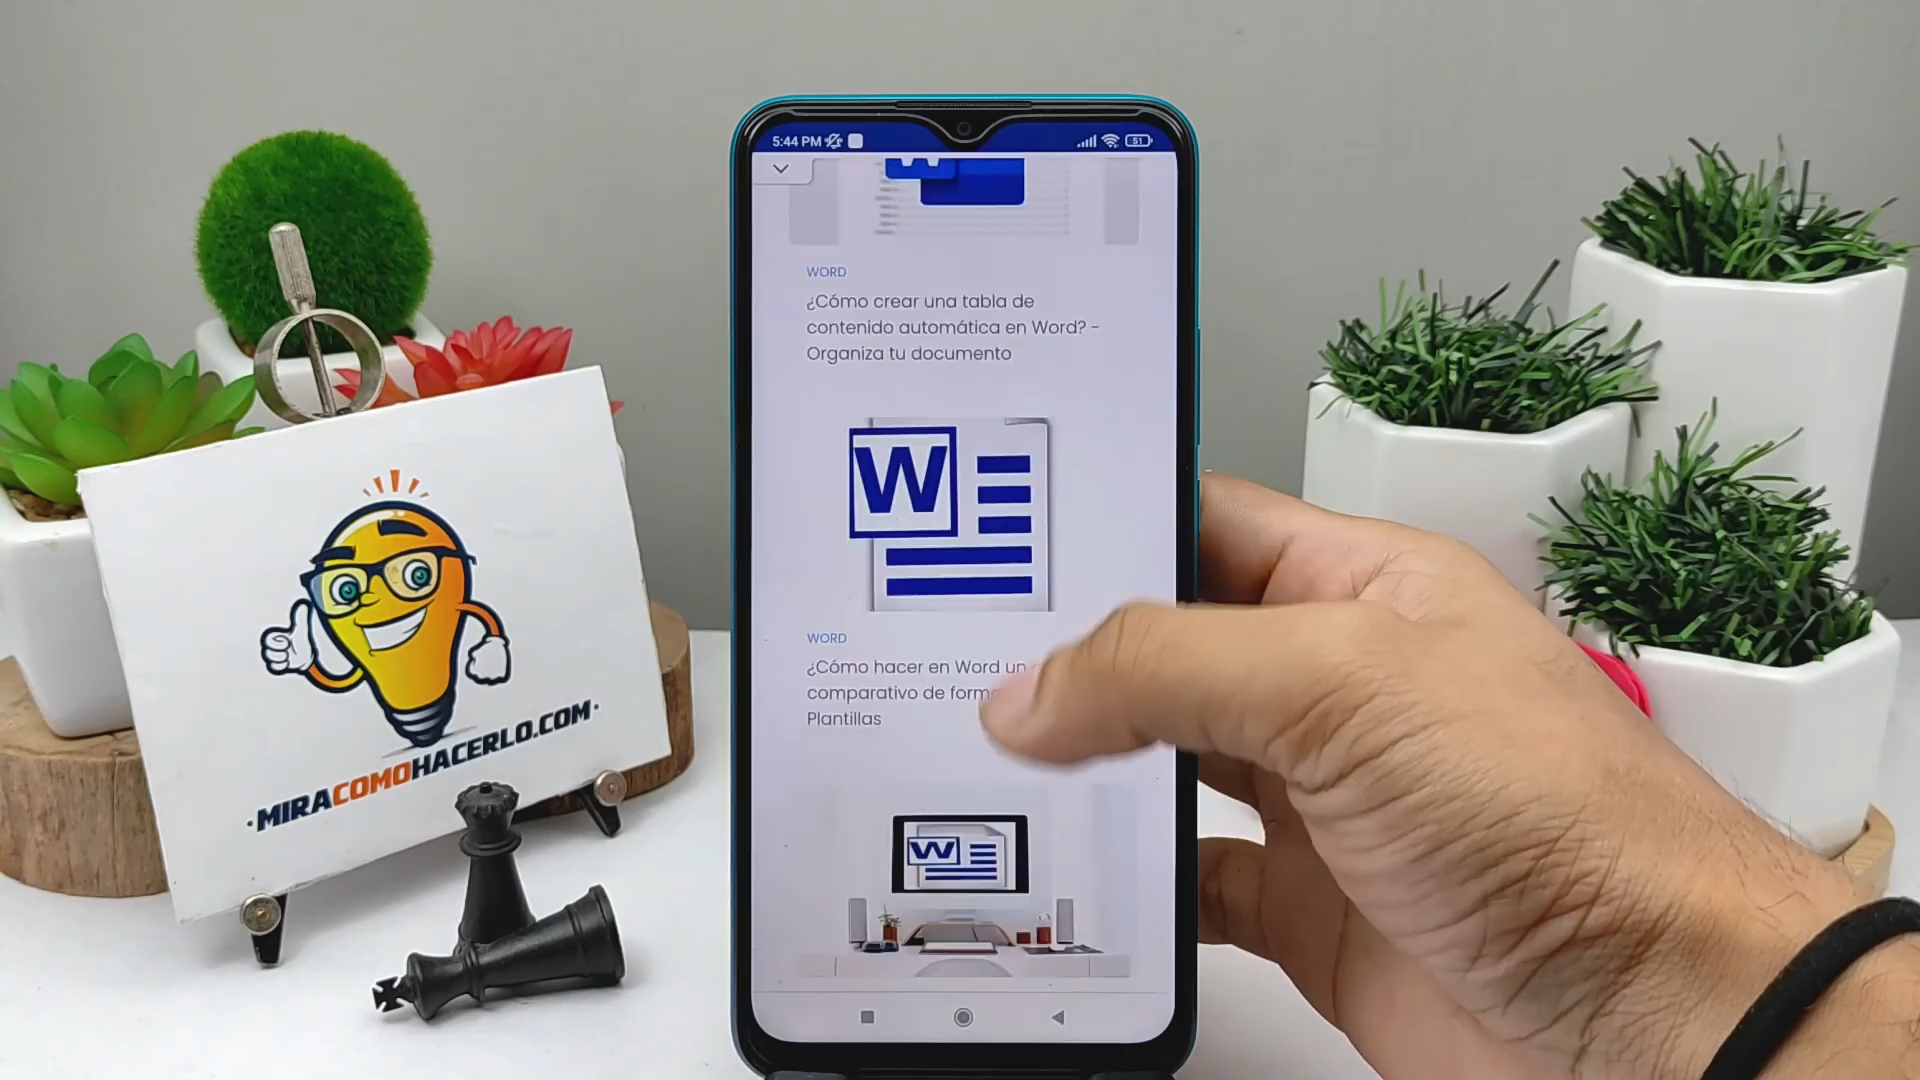 5:44 PM
51
W
WORD
¿Cómo crear una tabla de
contenido automática en Word? -
Organiza tu documento
W
WORD
¿Cómo hacer en Word un
comparativo de form
Plantillas
W
·MIRACOMOHACERLO.COM·